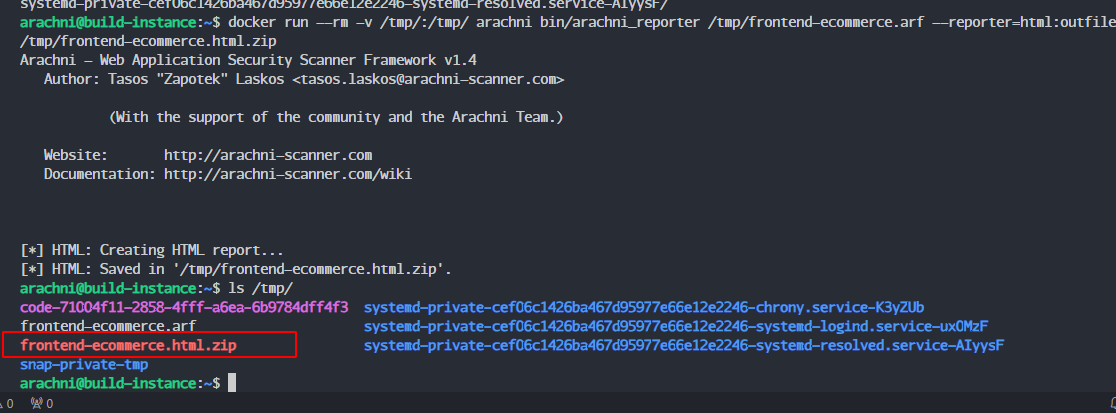 systemd-private-cef06c1426ba467d95977e66e12e2246-systemd-resolved.service-AIyysF/
arachni@build-instance:~$ docker run --rm -v /tmp/:/tmp/ arachni bin/arachni_reporter /tmp/frontend-ecommerce.arf --reporter=html:outfile
/tmp/frontend-ecommerce.html.zip
Arachni - Web Application Security Scanner Framework v1.4
Author: Tasos "Zapotek" Laskos <tasos.laskos@arachni-scanner.com>
(With the support of the community and the Arachni Team.)
Website: http://arachni-scanner.com
Documentation: http://arachni-scanner.com/wiki
[*] HTML: Creating HTML report...
[*] HTML: Saved in '/tmp/frontend-ecommerce.html.zip'.
arachni@build-instance:~$ ls /tmp/
code-71004f11-2858-4fff-a6ea-6b9784dff4f3 systemd-private-cef06c1426ba467d95977e66e12e2246-chrony.service-K3yZUb
frontend-ecommerce.arf systemd-private-cef06c1426ba467d95977e66e12e2246-systemd-logind.service-uxOMzF
frontend-ecommerce.html.zip systemd-private-cef06c1426ba467d95977e66e12e2246-systemd-resolved.service-AIyysF
snap-private-tmp
arachni@build-instance:~$
0 0